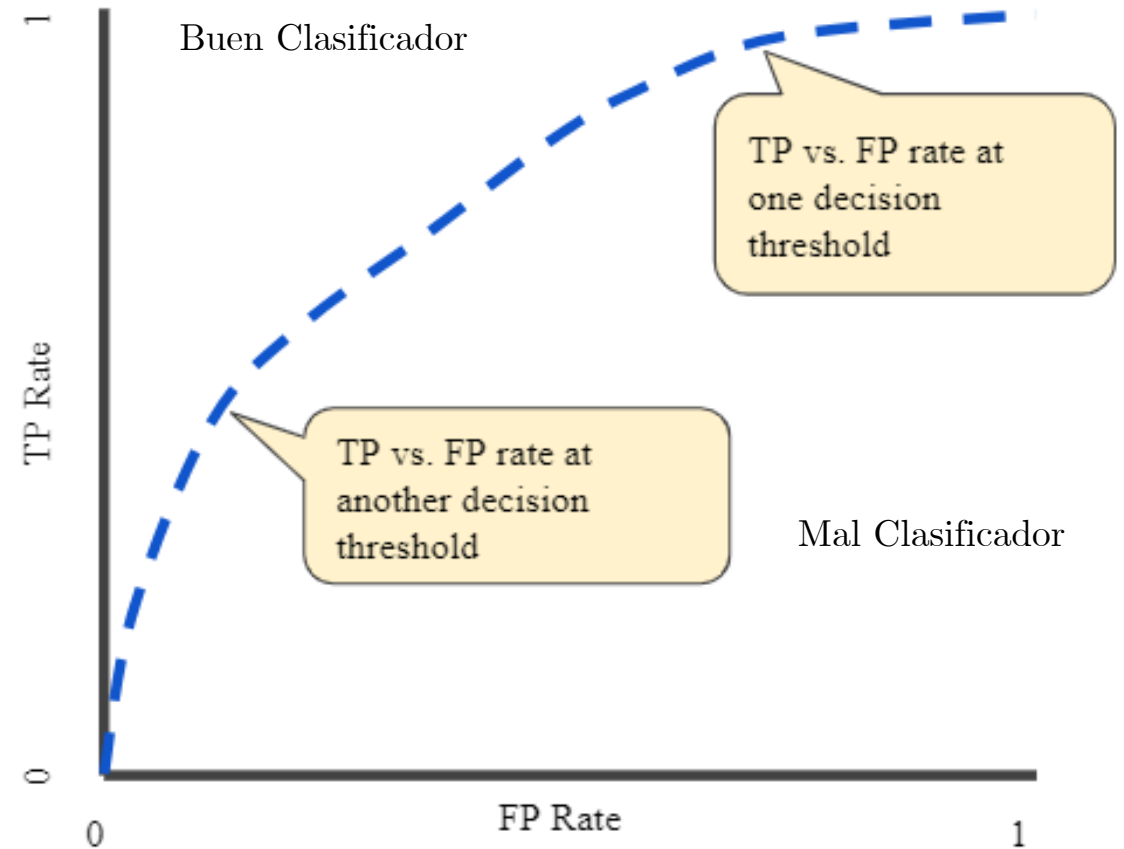 1
Buen Clasificador
TP vs. FP rate at
one decision
threshold
TP Rate
TP vs. FP rate at
another decision
threshold
Mal Clasificador
0
0
FP Rate
1